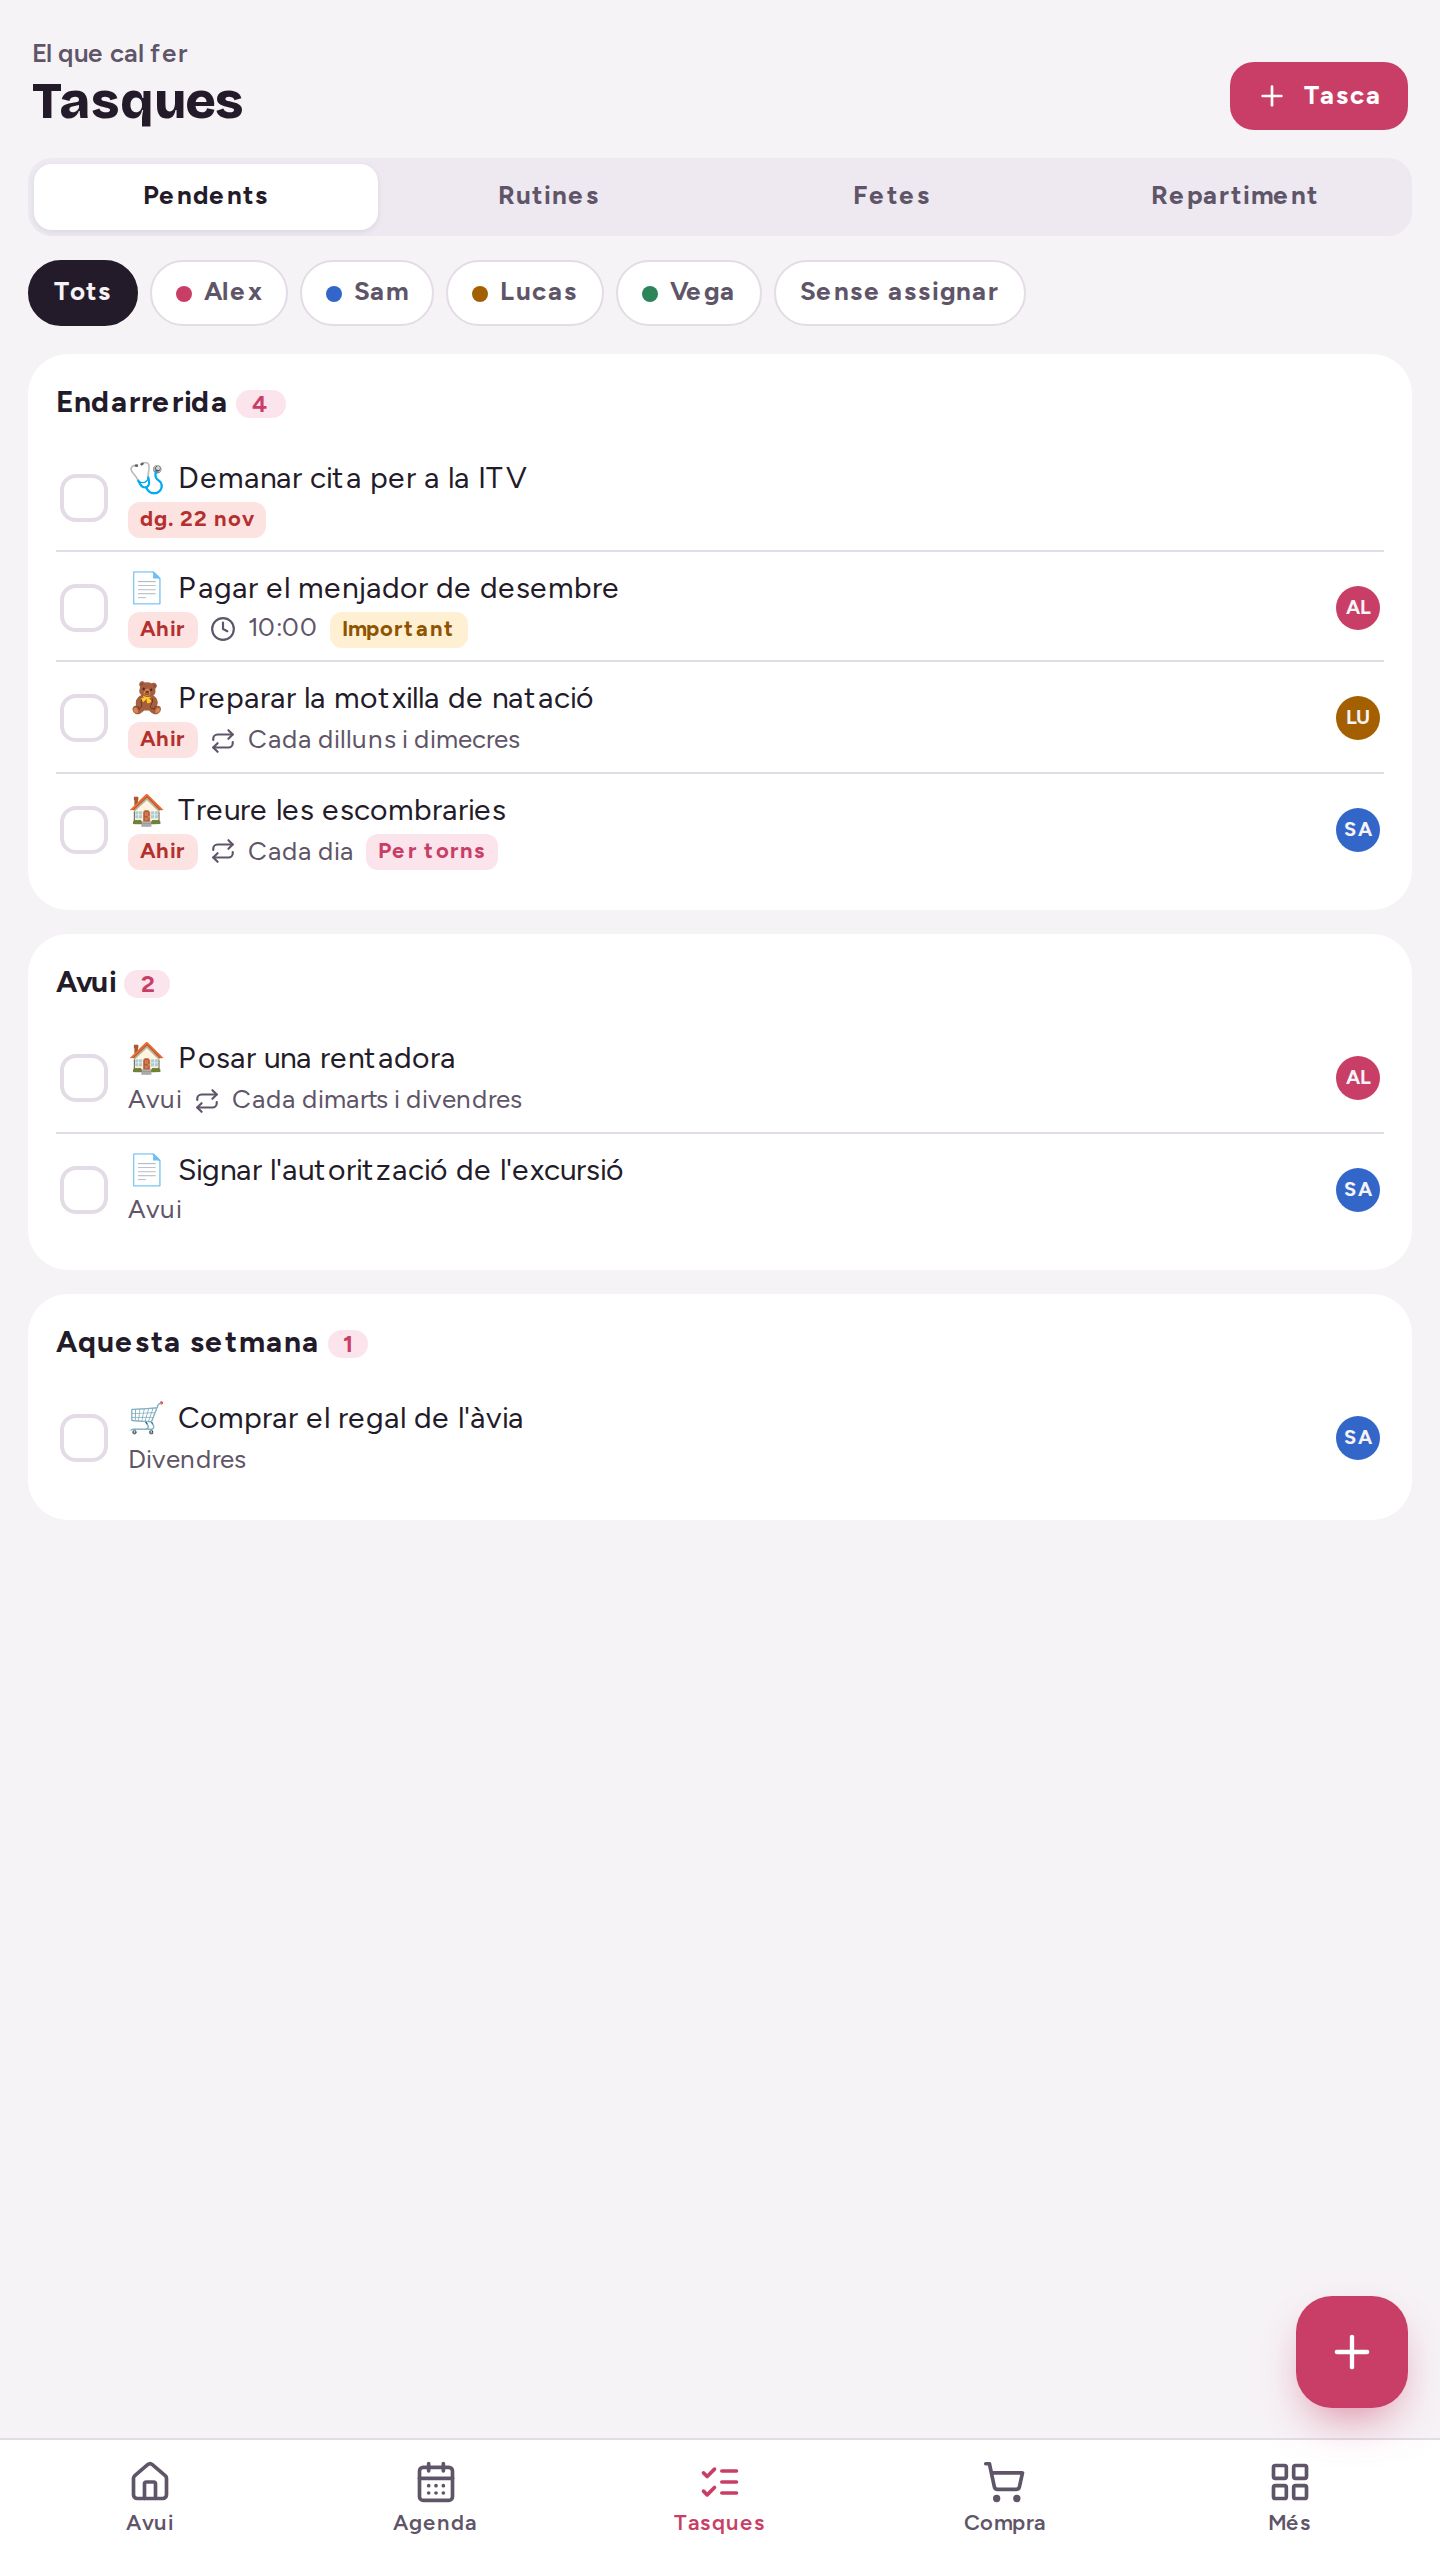 El que cal fer
Tasques
Tasca
Pendents
Rutines
Fetes
Repartiment
Tots
Alex
Sam
Lucas
Vega
Sense assignar
Endarrerida 4
Demanar cita per a la ITV
dg. 22 nov
Pagar el menjador de desembre
Ahir 10:00 Important
AL
Preparar la motxilla de natació
Ahir Cada dilluns i dimecres
LU
Treure les escombraries
Ahir Cada dia Per torns
SA
Avui 2
Posar una rentadora
Avui Cada dimarts i divendres
AL
Signar l'autorització de l'excursió
Avui
SA
Aquesta setmana 1
Comprar el regal de l'àvia
Divendres
SA
Avui
Agenda
Tasques
Compra
Més